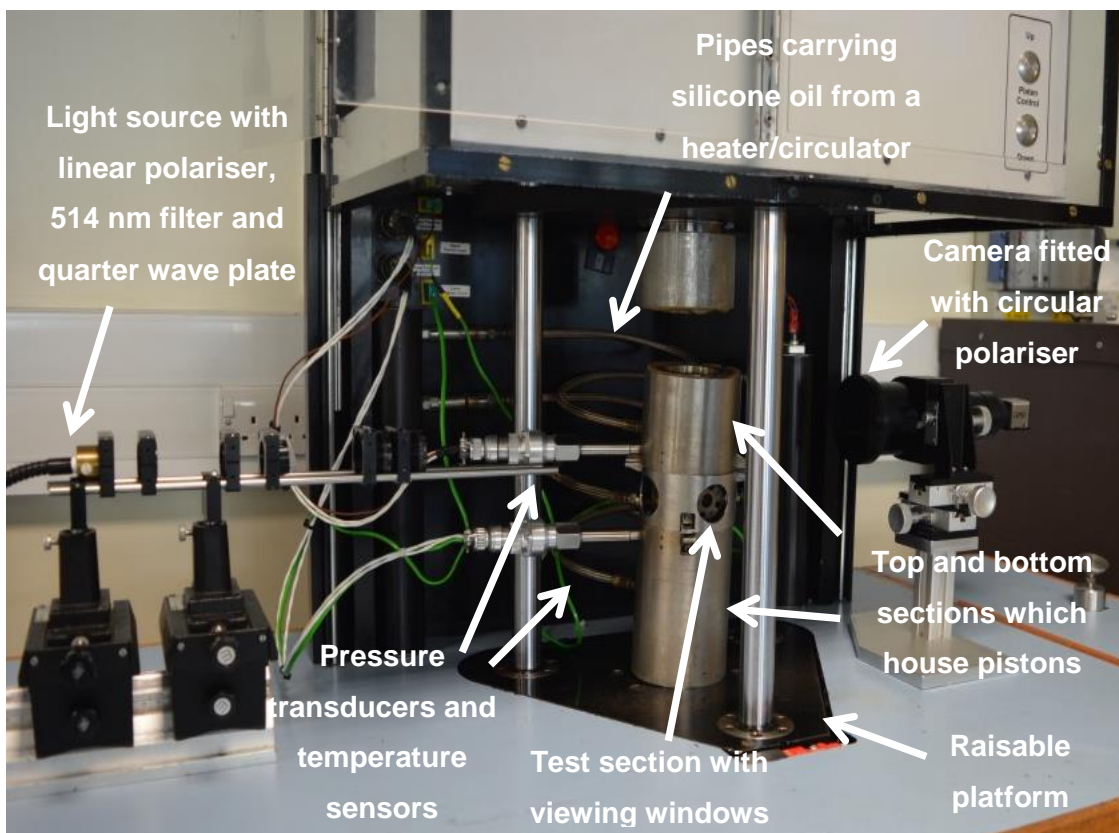 Pipes carrying
silicone oil from a
heater/circulator
Up
Platen
Control
Down
Light source with
linear polariser,
514 nm filter and
quarter wave plate
Camera fitted
with circular
polariser
Top and bottom
sections which
house pistons
Pressure
transducers and
temperature
sensors
Test section with
viewing windows
Raisable
platform